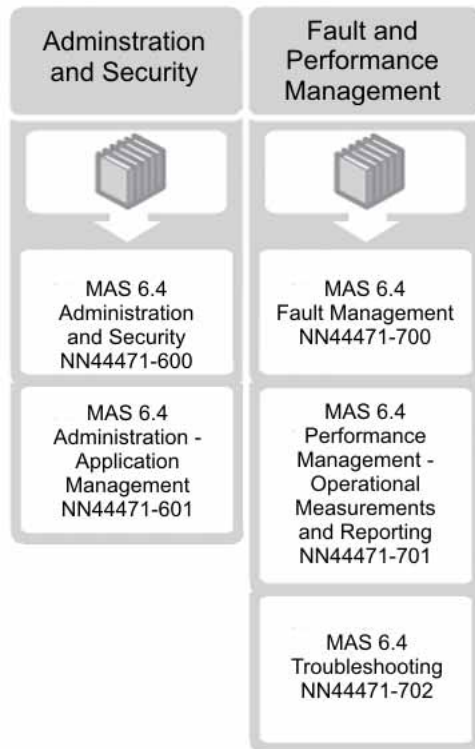 Adminstration
and Security
MAS 6.4
Administration
and Security
NN44471-600
MAS 6.4
Administration -
Application
Management
NN44471-601
Fault and
Performance
Management
MAS 6.4
Fault Management
NN44471-700
MAS 6.4
Performance
Management -
Operational
Measurements
and Reporting
NN44471-701
MAS 6.4
Troubleshooting
NN44471-702